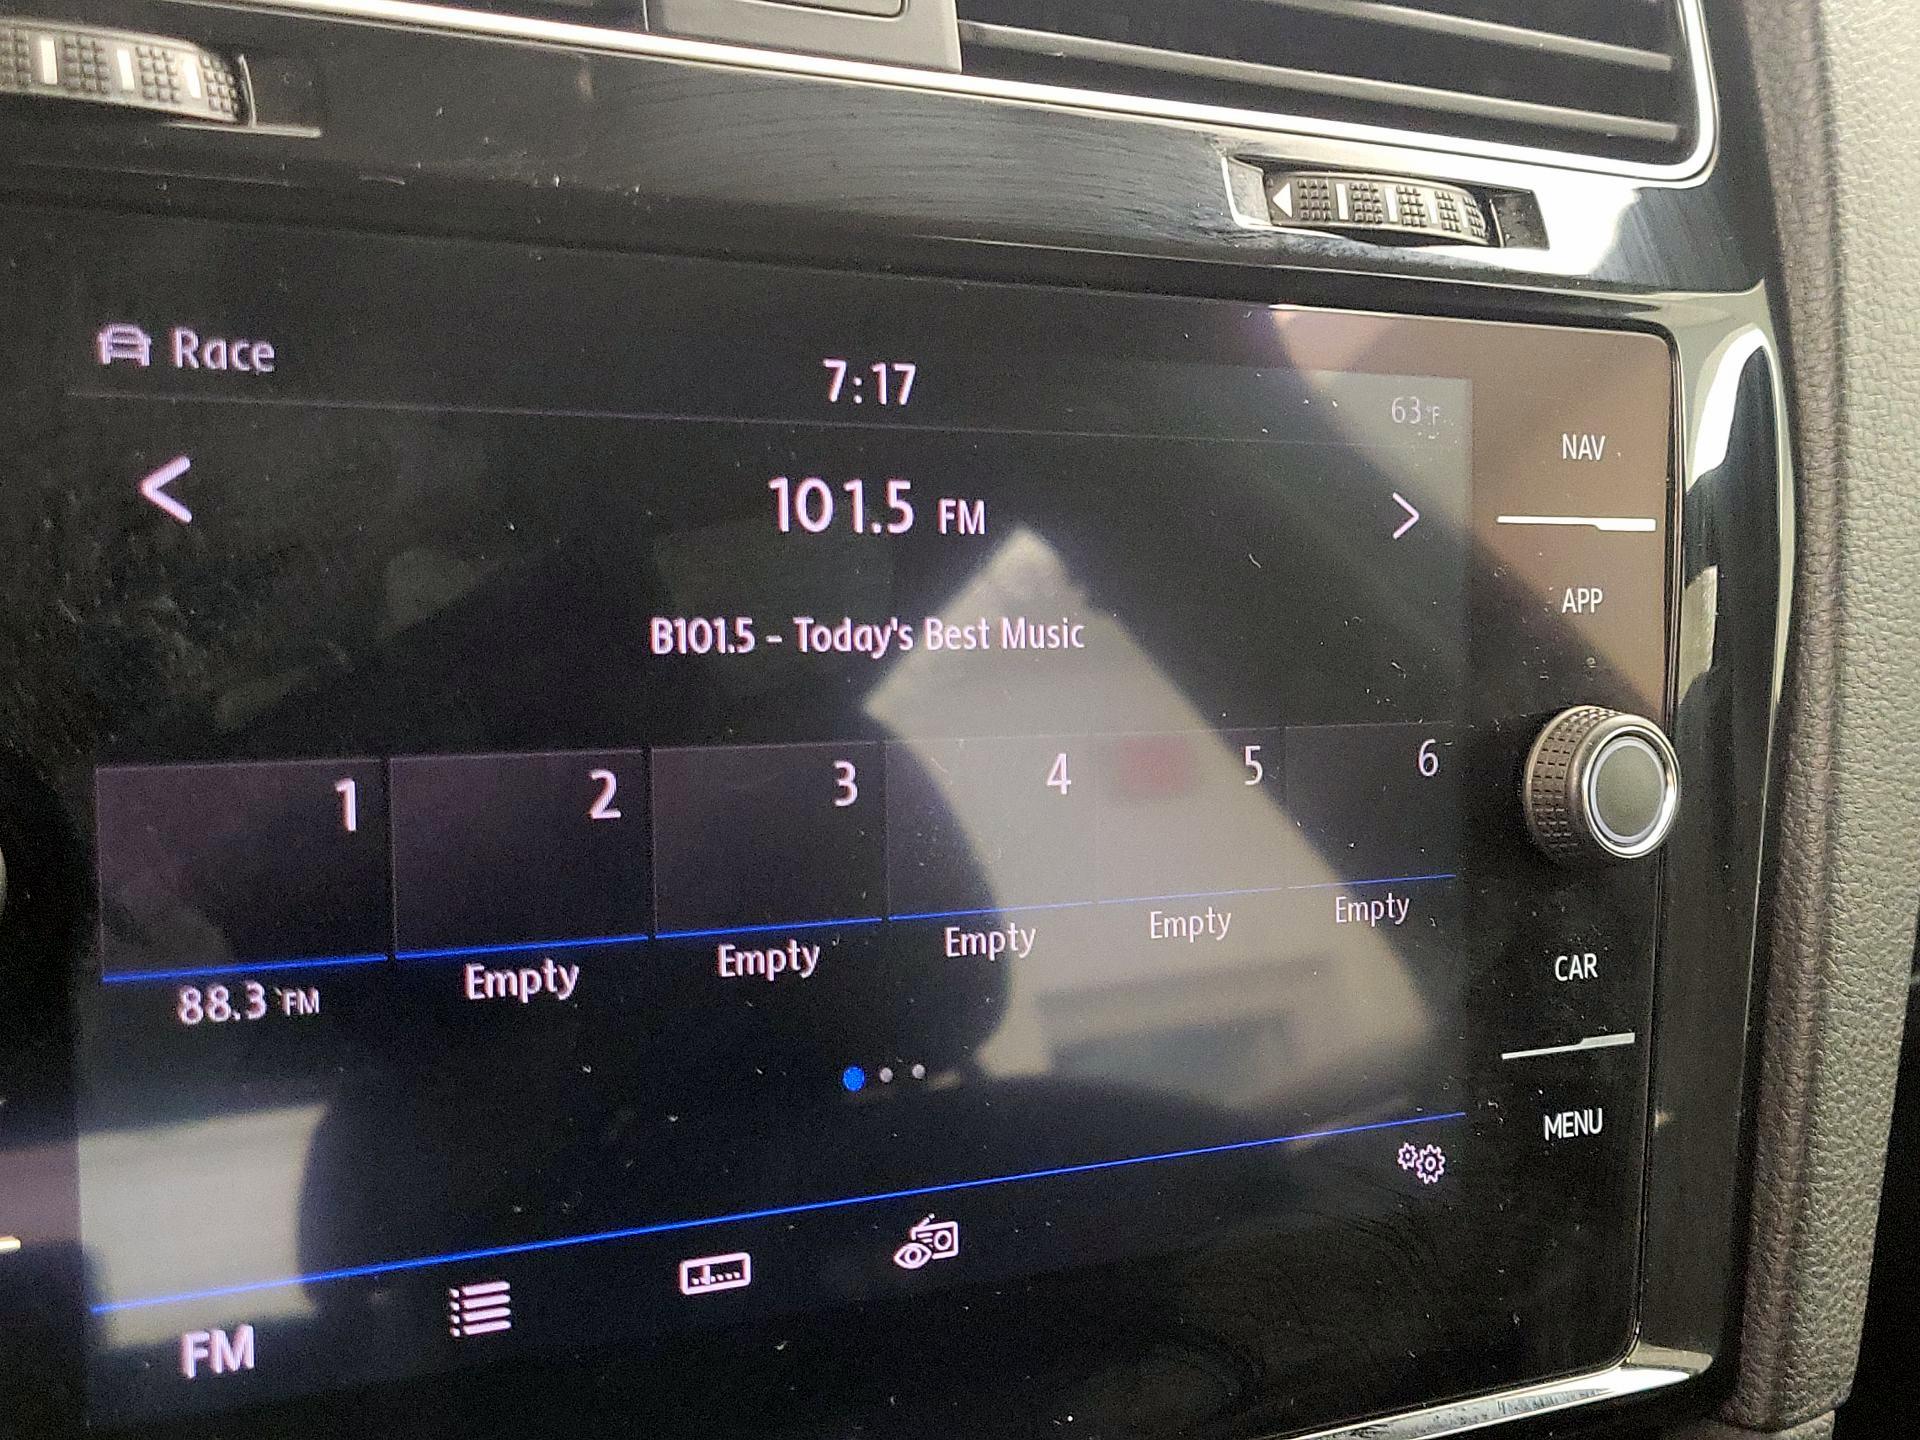 Race
7:17
63°F
NAV
101.5 FM
APP
B101.5 - Today's Best Music
1
2
3
4
5
6
88.3 FM
Empty
Empty
Empty
Empty
Empty
CAR
MENU
FM